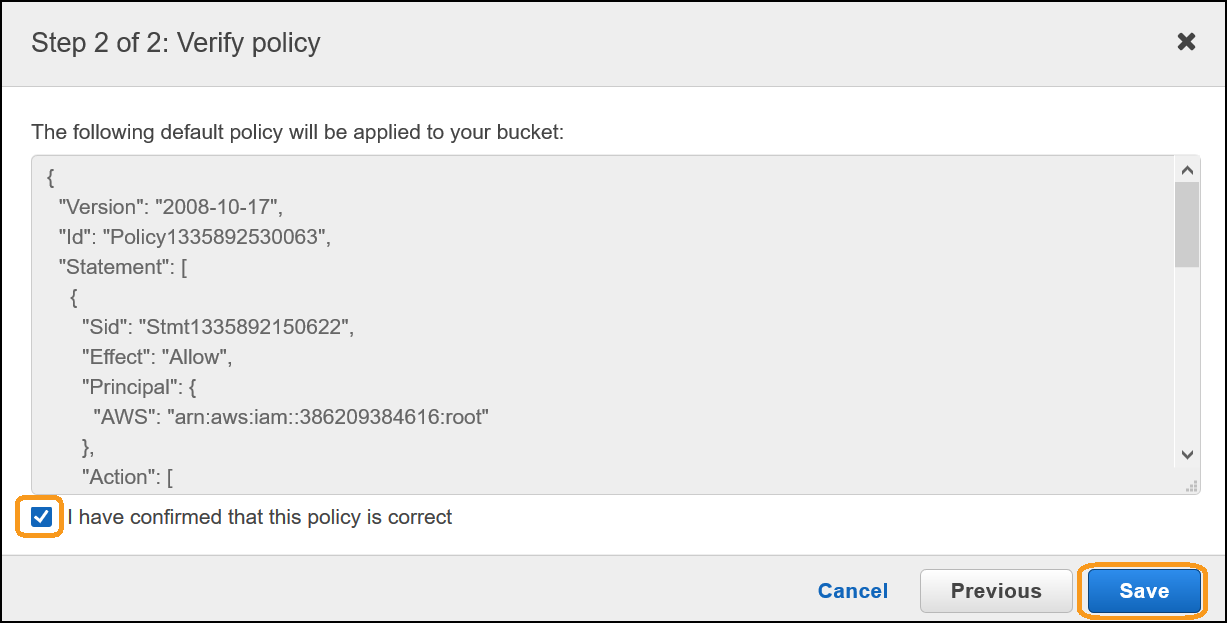 Step 2 of 2: Verify policy
The following default policy will be applied to your bucket:
{
"Version": "2008-10-17",
"Id": "Policy1335892530063",
"Statement": [
{
"Sid": "Stmt1335892150622",
"Effect": "Allow",
"Principal": {
"AWS": "arn:aws:iam::386209384616:root"
},
"Action": [
I have confirmed that this policy is correct
Cancel Previous Save